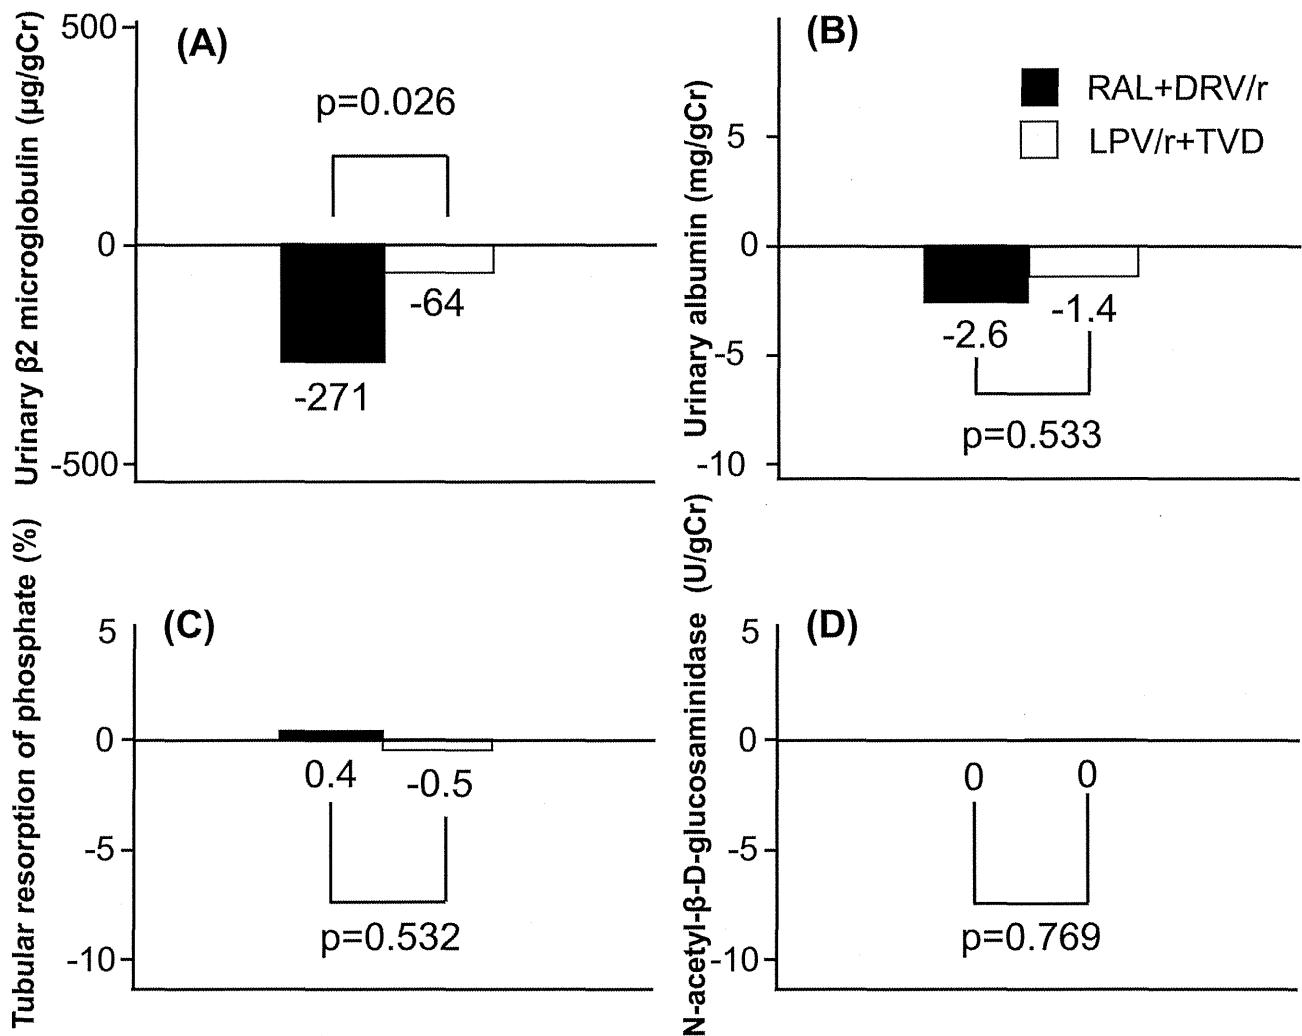 Urinary β2 microglobulin (µg/gCr)
500
0
-500
(A)
p=0.026
-64
-271
Urinary albumin (mg/gCr)
5
0
-5
-10
(B)
RAL+DRV/r
LPV/r+TVD
-2.6
-1.4
p=0.533
Tubular resorption of phosphate (%)
5
0
-5
-10
(C)
0.4
-0.5
p=0.532
N-acetyl-β-D-glucosaminidase (U/gCr)
5
0
-5
-10
(D)
0
0
p=0.769